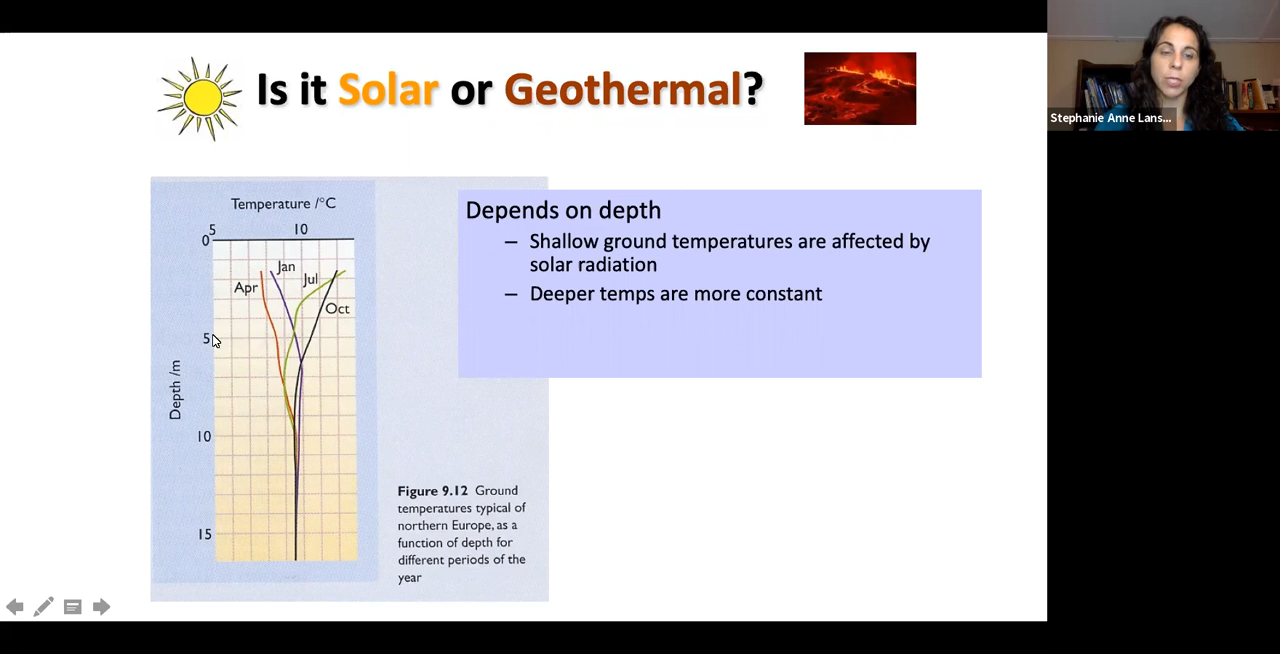 Is it Solar or Geothermal?
Stephanie Anne Lans...
Temperature /°C
5 10
0
Jan
Jul
Apr
Oct
5
Depth /m
10
15
Figure 9.12 Ground
temperatures typical of
northern Europe, as a
function of depth for
different periods of the
year
Depends on depth
– Shallow ground temperatures are affected by
solar radiation
– Deeper temps are more constant